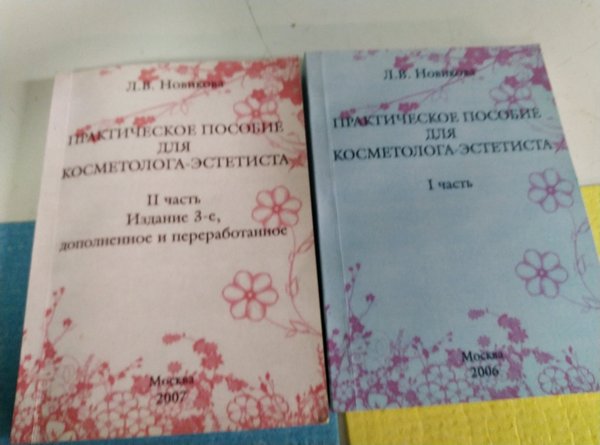 Л.В. Новикова
ПРАКТИЧЕСКОЕ ПОСОБИЕ
ДЛЯ
КОСМЕТОЛОГА-ЭСТЕТИСТА
II часть
Издание 3-е,
дополненное и переработанное
Москва
2007
Л.В. Новикова
ПРАКТИЧЕСКОЕ ПОСОБИЕ
ДЛЯ
КОСМЕТОЛОГА-ЭСТЕТИСТА
I часть
Москва
2006